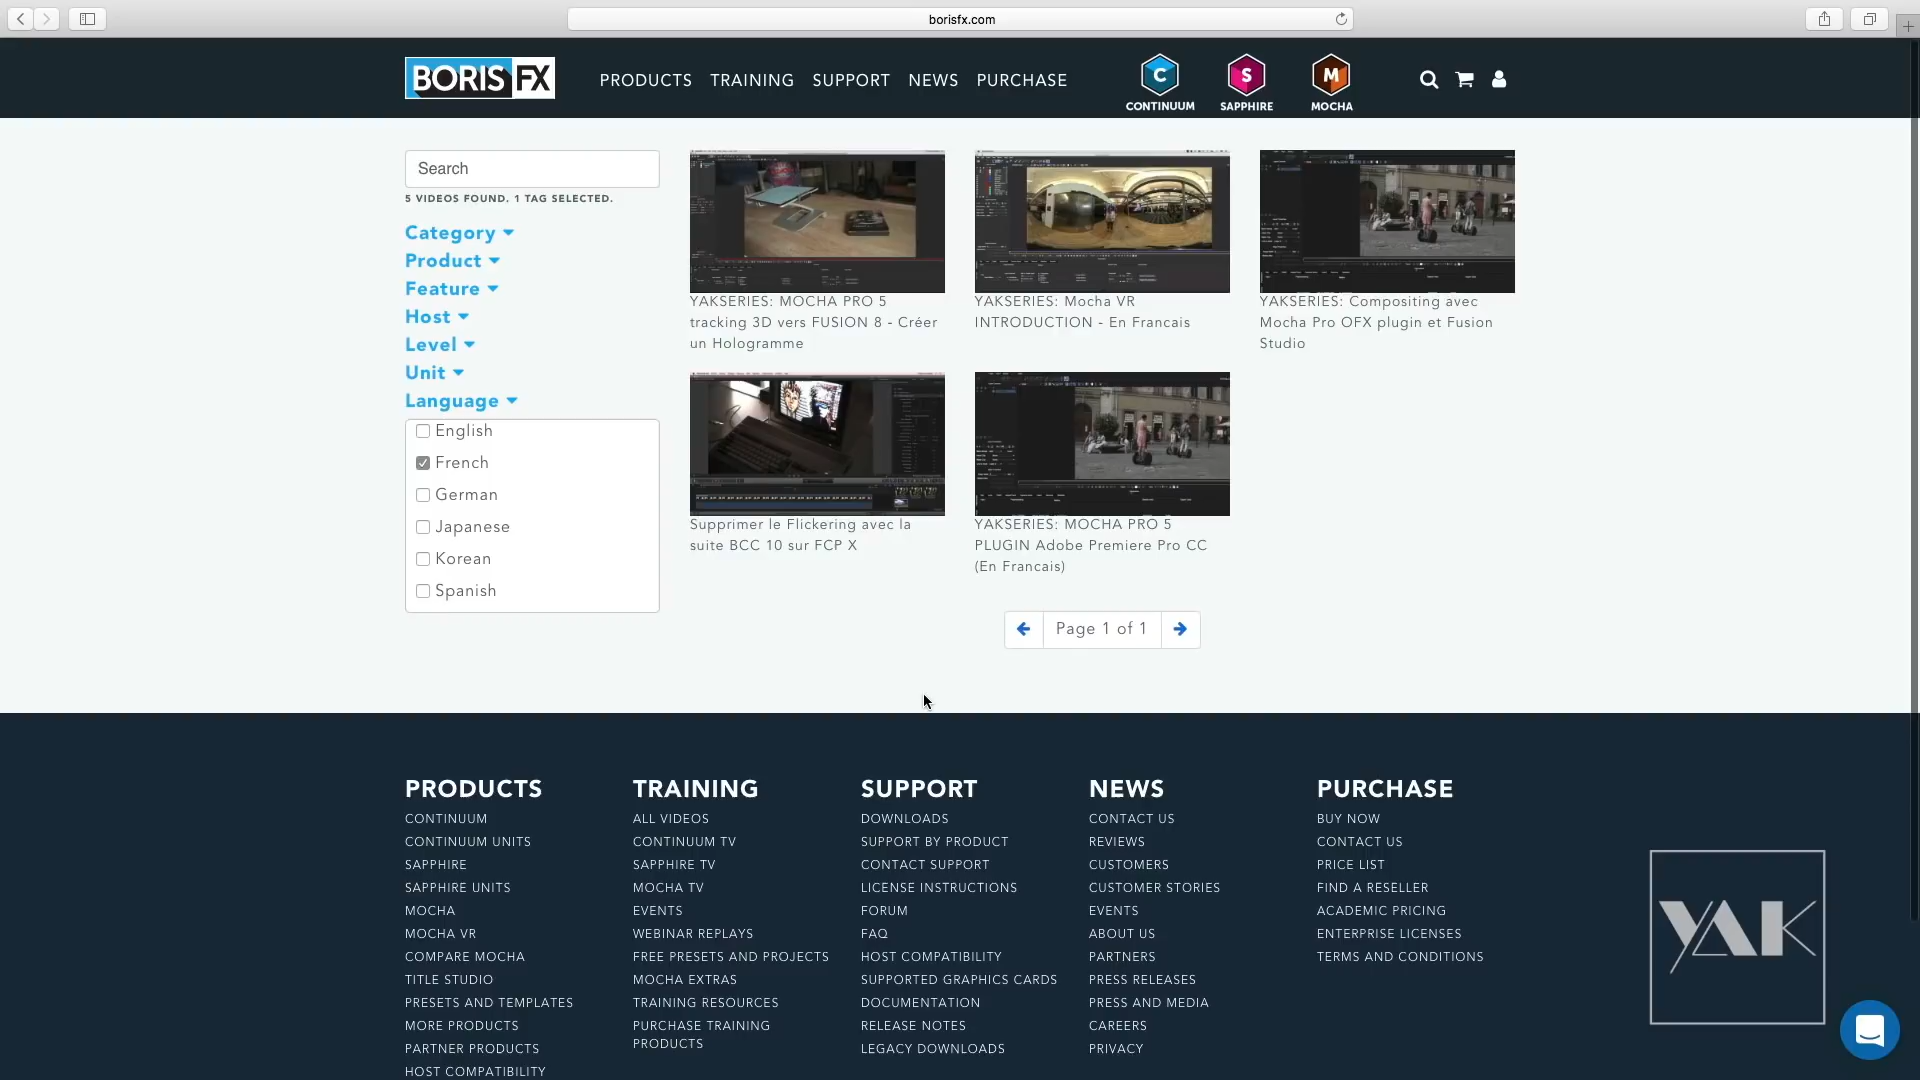 borisfx.com
BORIS FX
PRODUCTS TRAINING SUPPORT NEWS PURCHASE
C S M
CONTINUUM SAPPHIRE MOCHA
Search
5 VIDEOS FOUND. 1 TAG SELECTED.
Category
Product
Feature
Host
Level
Unit
Language
English
French
German
Japanese
Korean
Spanish
YAKSERIES: MOCHA PRO 5
tracking 3D vers FUSION 8 - Créer
un Hologramme
YAKSERIES: Mocha VR
INTRODUCTION - En Francais
YAKSERIES: Compositing avec
Mocha Pro OFX plugin et Fusion
Studio
Supprimer le Flickering avec la
suite BCC 10 sur FCP X
YAKSERIES: MOCHA PRO 5
PLUGIN Adobe Premiere Pro CC
(En Francais)
Page 1 of 1
PRODUCTS
CONTINUUM
CONTINUUM UNITS
SAPPHIRE
SAPPHIRE UNITS
MOCHA
MOCHA VR
COMPARE MOCHA
TITLE STUDIO
PRESETS AND TEMPLATES
MORE PRODUCTS
PARTNER PRODUCTS
HOST COMPATIBILITY
TRAINING
ALL VIDEOS
CONTINUUM TV
SAPPHIRE TV
MOCHA TV
EVENTS
WEBINAR REPLAYS
FREE PRESETS AND PROJECTS
MOCHA EXTRAS
TRAINING RESOURCES
PURCHASE TRAINING
PRODUCTS
SUPPORT
DOWNLOADS
SUPPORT BY PRODUCT
CONTACT SUPPORT
LICENSE INSTRUCTIONS
FORUM
FAQ
HOST COMPATIBILITY
SUPPORTED GRAPHICS CARDS
DOCUMENTATION
RELEASE NOTES
LEGACY DOWNLOADS
NEWS
CONTACT US
REVIEWS
CUSTOMERS
CUSTOMER STORIES
EVENTS
ABOUT US
PARTNERS
PRESS RELEASES
PRESS AND MEDIA
CAREERS
PRIVACY
PURCHASE
BUY NOW
CONTACT US
PRICE LIST
FIND A RESELLER
ACADEMIC PRICING
ENTERPRISE LICENSES
TERMS AND CONDITIONS
YAK